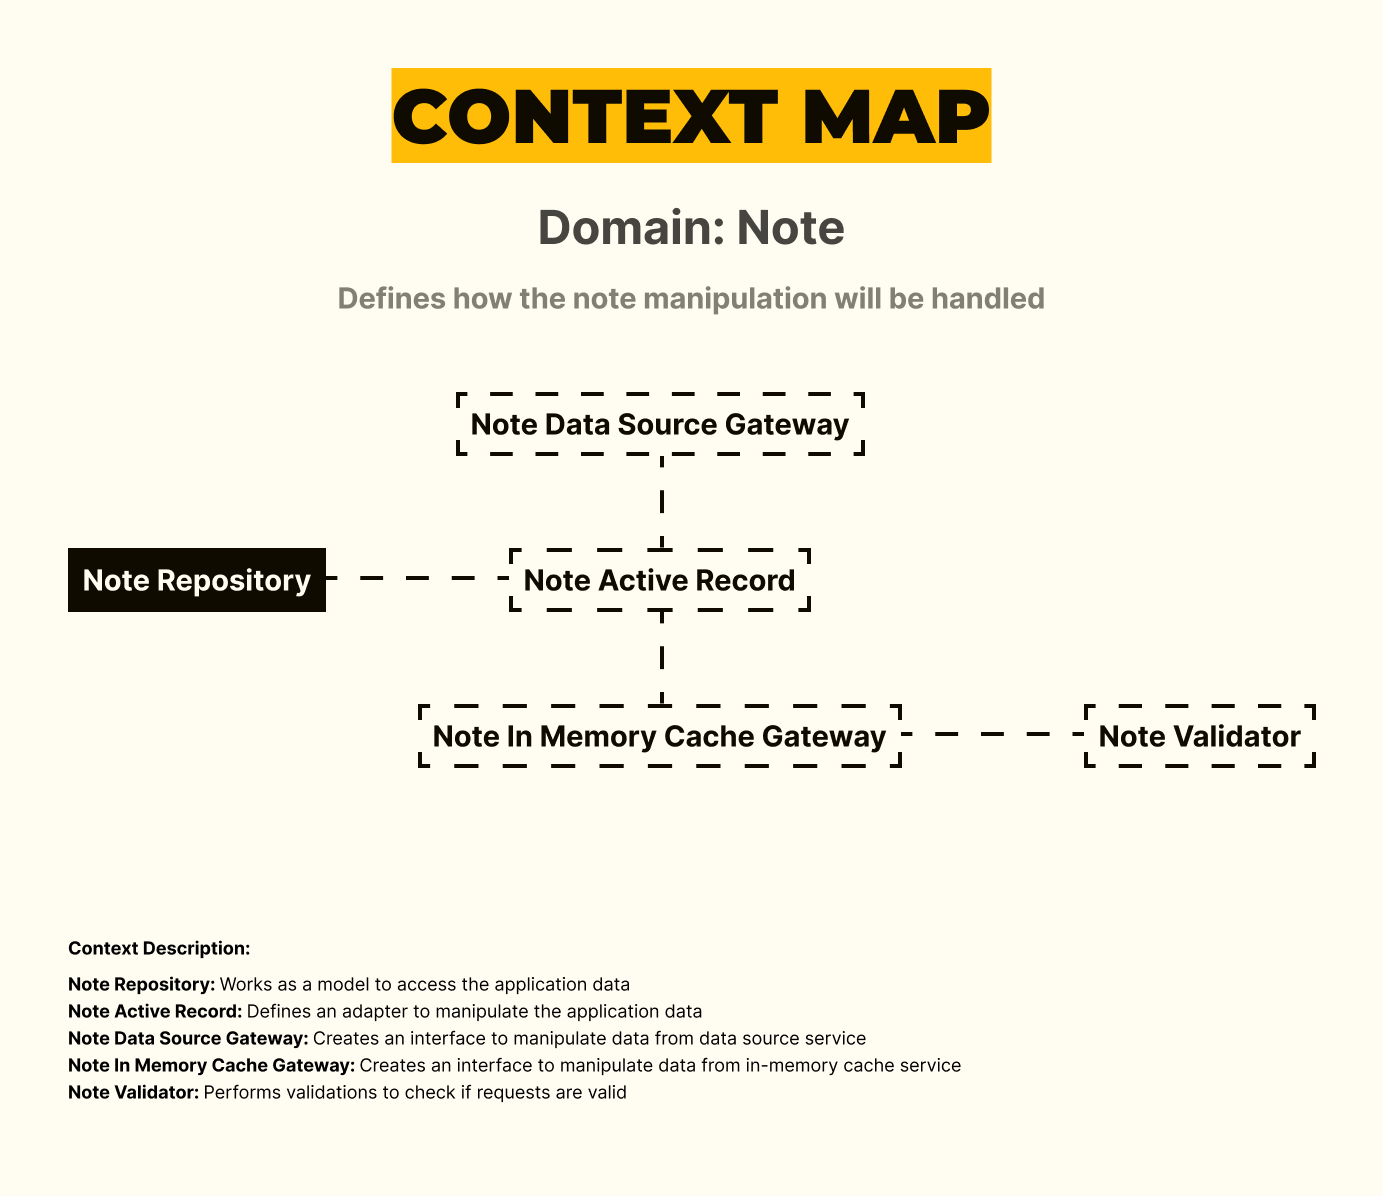 CONTEXT MAP
Domain: Note
Defines how the note manipulation will be handled
Note Data Source Gateway
Note Repository
Note Active Record
Note In Memory Cache Gateway
Note Validator
Context Description:
Note Repository: Works as a model to access the application data
Note Active Record: Defines an adapter to manipulate the application data
Note Data Source Gateway: Creates an interface to manipulate data from data source service
Note In Memory Cache Gateway: Creates an interface to manipulate data from in-memory cache service
Note Validator: Performs validations to check if requests are valid